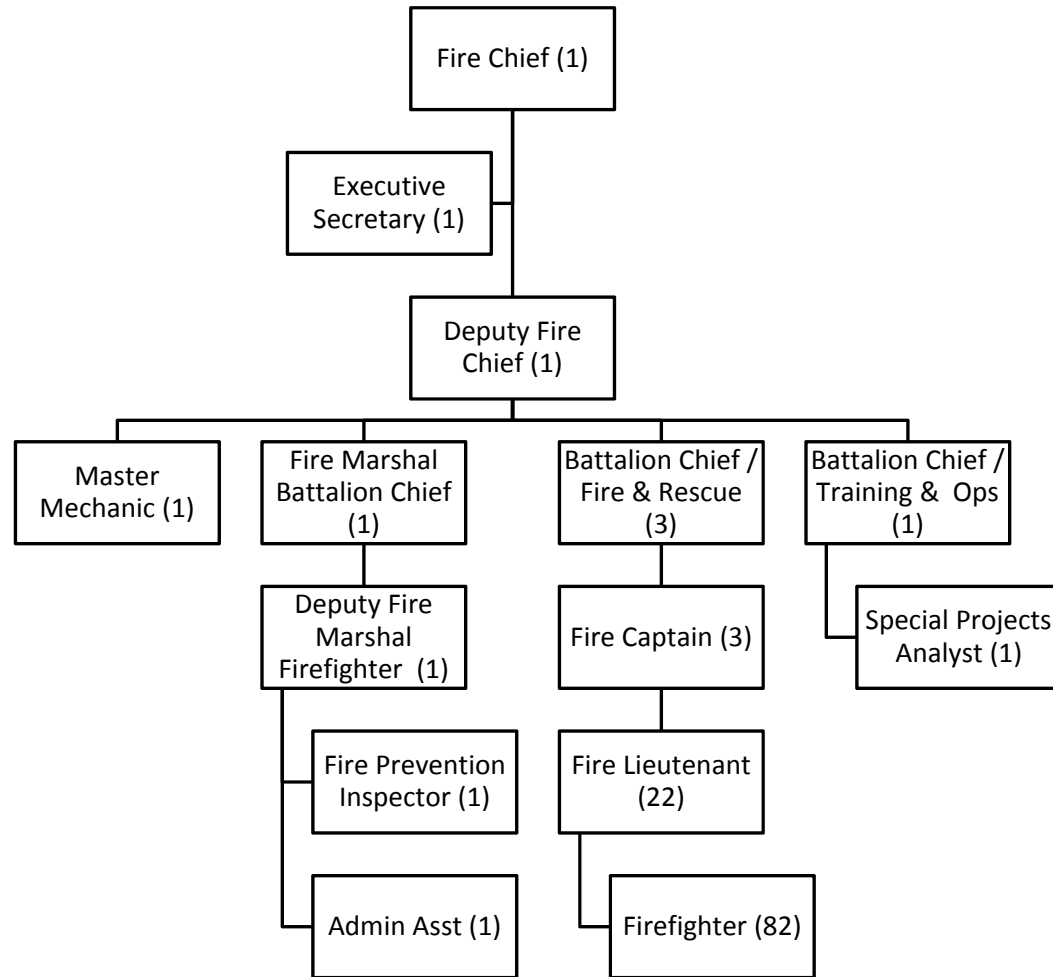 Fire Chief (1)
Executive
Secretary (1)
Deputy Fire
Chief (1)
Master
Mechanic (1)
Fire Marshal
Battalion Chief
(1)
Battalion Chief /
Fire & Rescue
(3)
Battalion Chief /
Training &  Ops
(1)
Deputy Fire
Marshal
Firefighter  (1)
Fire Captain (3)
Special Projects
Analyst (1)
Fire Prevention
Inspector (1)
Fire Lieutenant
(22)
Admin Asst (1)
Firefighter (82)